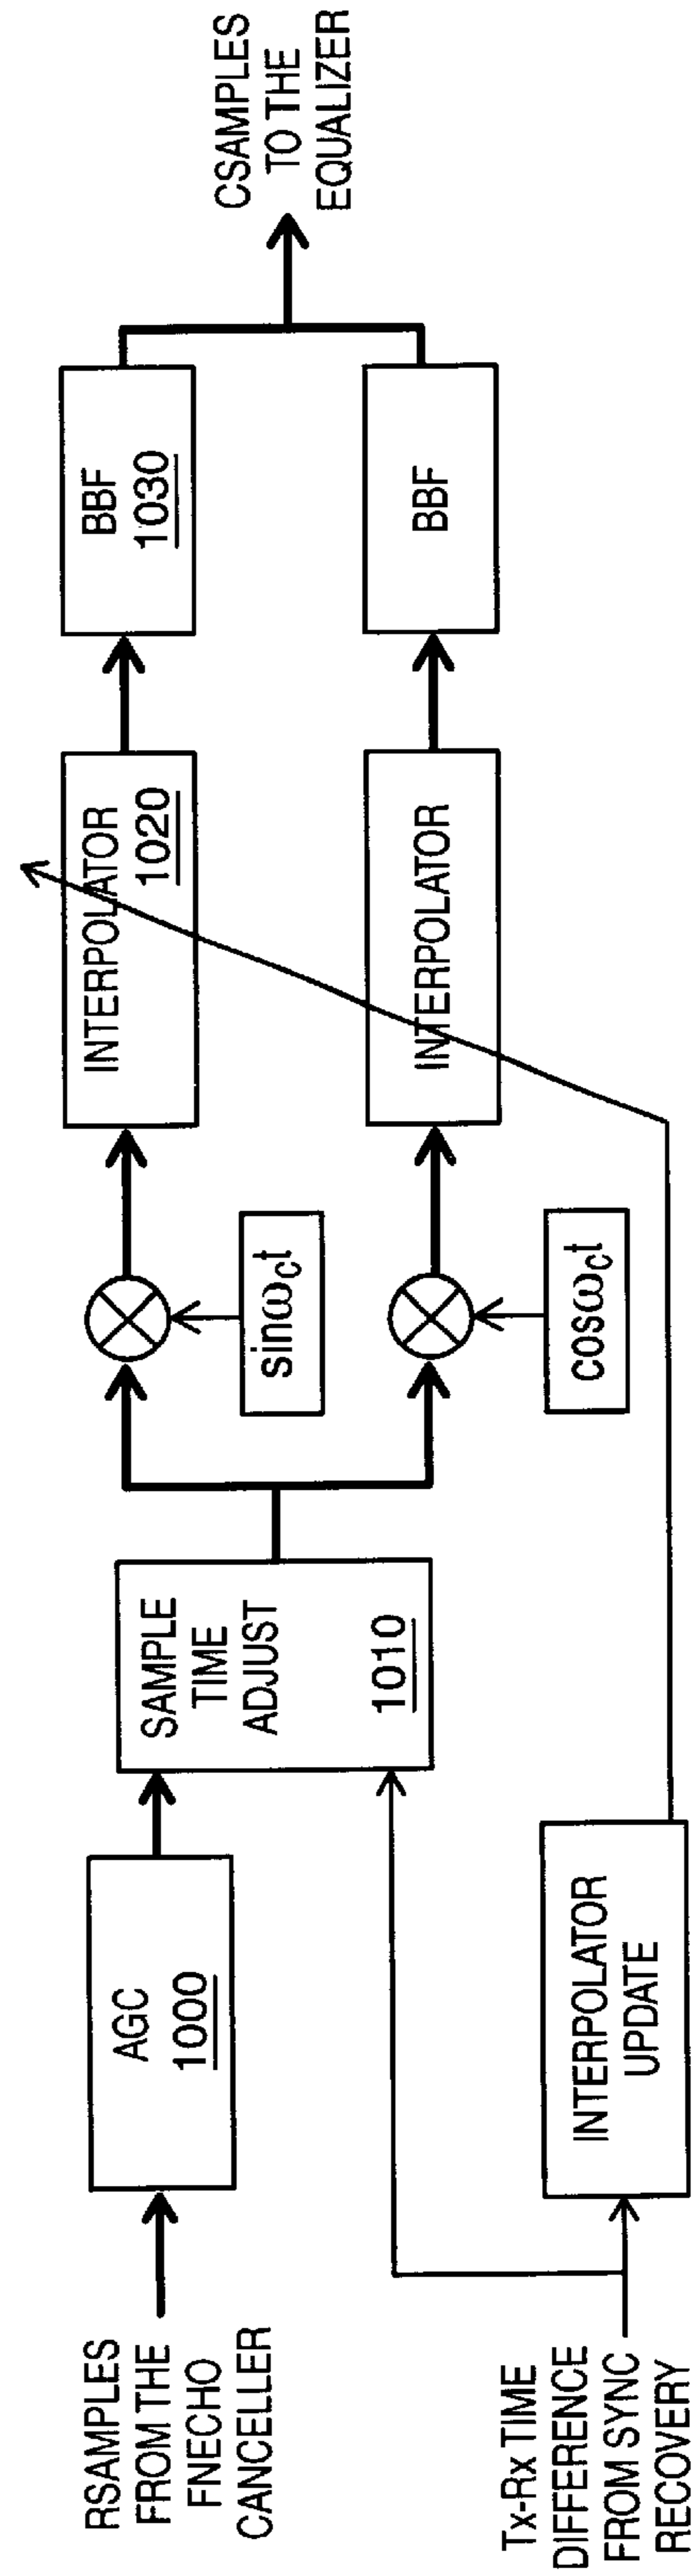 RSAMPLES
FROM THE
FNECHO
CANCELLER
AGC
1000
SAMPLE
TIME
ADJUST
1010
sinωct
INTERPOLATOR
1020
BBF
1030
cosωct
INTERPOLATOR
BBF
CSAMPLES
TO THE
EQUALIZER
Tx-Rx TIME
DIFFERENCE
FROM SYNC
RECOVERY
INTERPOLATOR
UPDATE